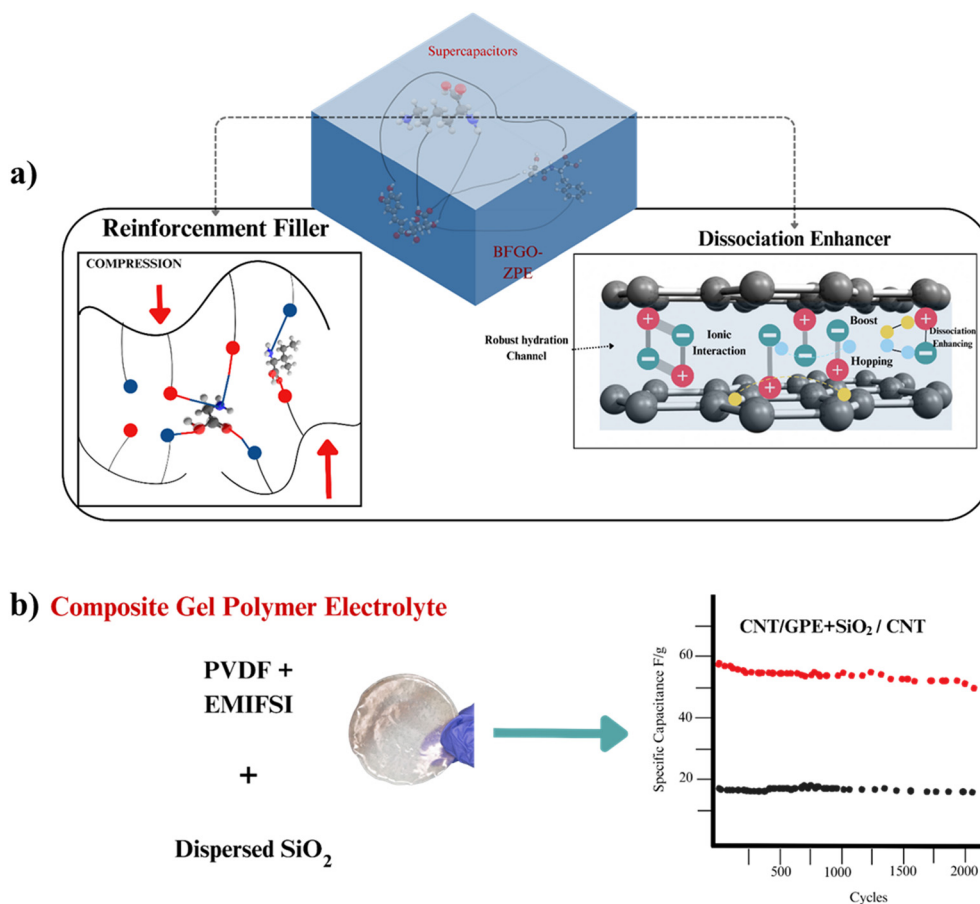 a)
Supercapacitors
BFGO-
ZPE
Reinforcenment Filler
COMPRESSION
Dissociation Enhancer
Robust hydration
Channel
Ionic
Interaction
Boost
Hopping
Dissociation
Enhancing
+
+
+
+
+
+
b) Composite Gel Polymer Electrolyte
PVDF +
EMIFSI
+
Dispersed SiO₂
CNT/GPE+SiO₂ / CNT
Specific Capacitance F/g
60
40
20
500
1000
1500
2000
Cycles